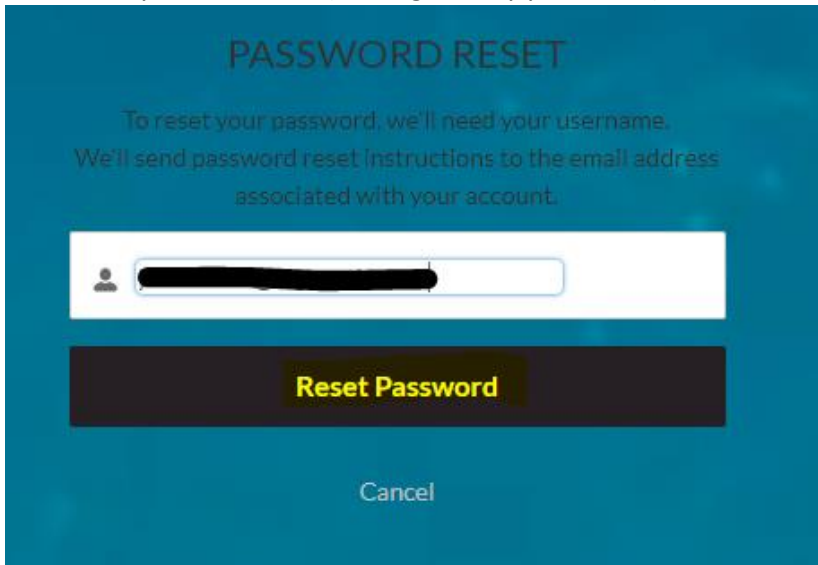 PASSWORD RESET
To reset your password, we'll need your username.
We'll send password reset instructions to the email address
associated with your account.
Reset Password
Cancel